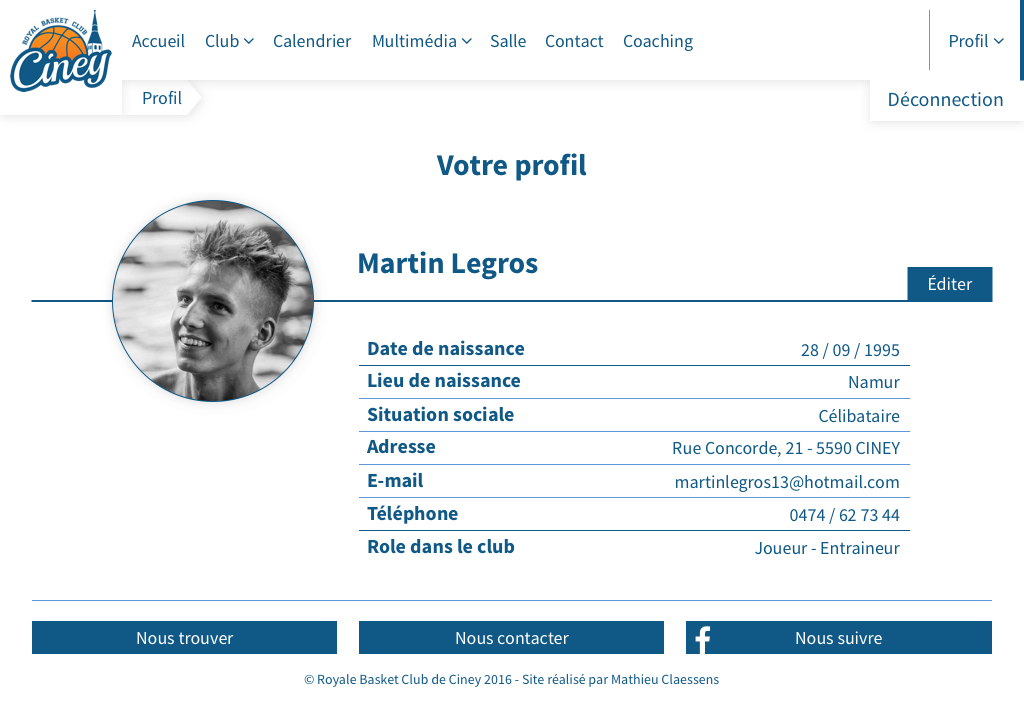 ROYAL BASKET CLUB
Ciney
Accueil Club Calendrier Multimédia Salle Contact Coaching Profil
Profil
Déconnection
Votre profil
Martin Legros
Éditer
Date de naissance 28 / 09 / 1995
Lieu de naissance Namur
Situation sociale Célibataire
Adresse Rue Concorde, 21 - 5590 CINEY
E-mail martinlegros13@hotmail.com
Téléphone 0474 / 62 73 44
Role dans le club Joueur - Entraineur
Nous trouver Nous contacter Nous suivre
© Royale Basket Club de Ciney 2016 - Site réalisé par Mathieu Claessens